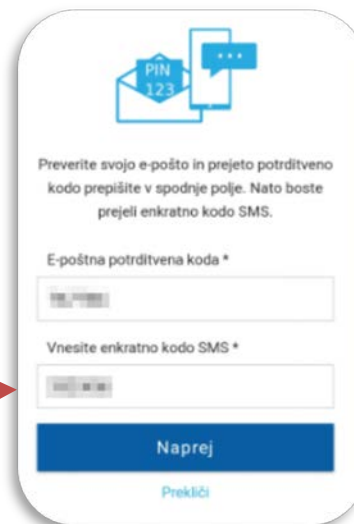 PIN
123
Preverite svojo e-pošto in prejeto potrditveno
kodo prepišite v spodnje polje. Nato boste
prejeli enkratno kodo SMS.
E-poštna potrditvena koda *
Vnesite enkratno kodo SMS *
Naprej
Prekliči